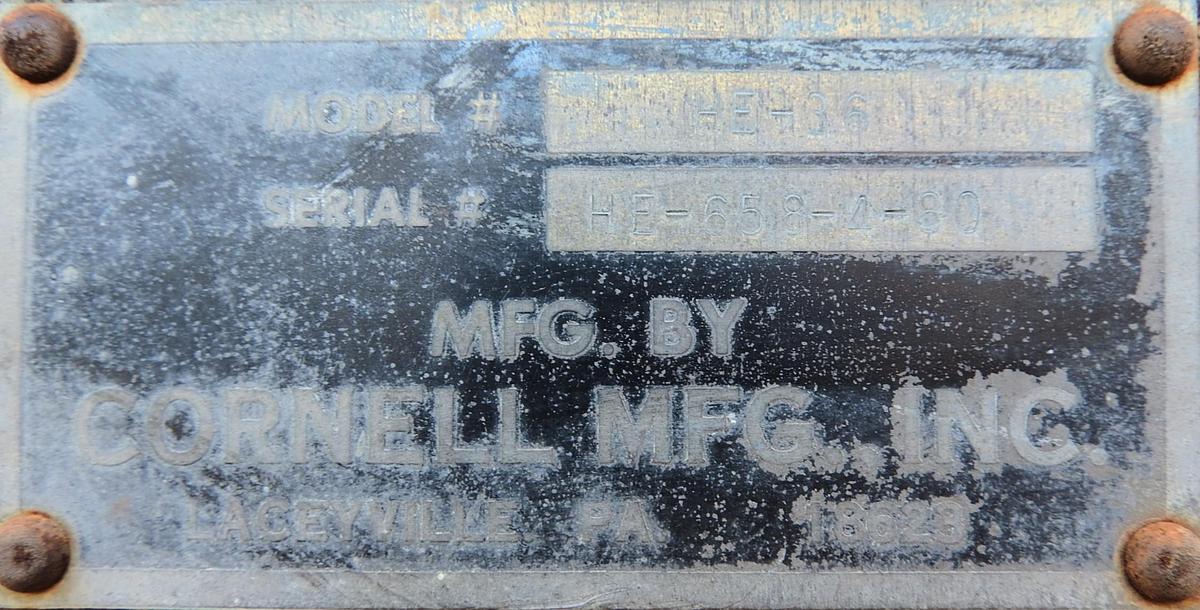 MODEL # HE-36
SERIAL # HE-658-4-80
MFG. BY
CORNELL MFG., INC.
LACEYVILLE PA. 18623